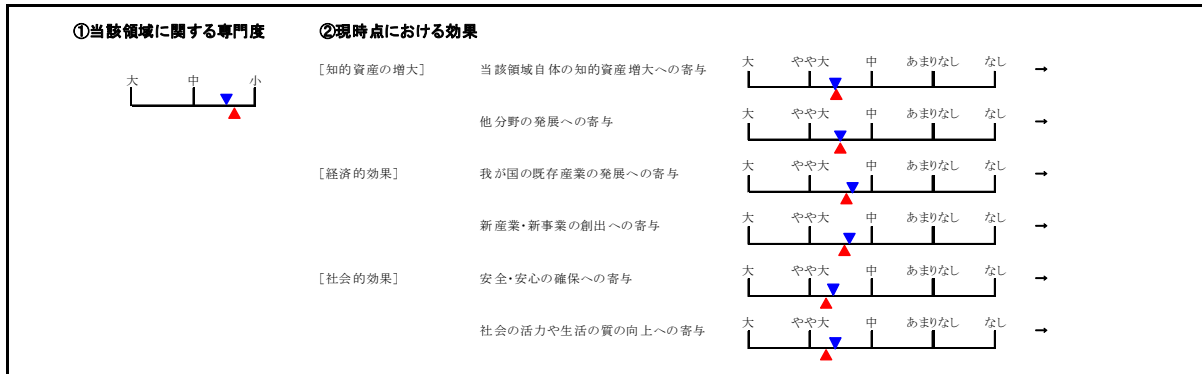 ①当該領域に関する専門度 ②現時点における効果
大 中 小
[知的資産の増大] 当該領域自体の知的資産増大への寄与 大 やや大 中 あまりなし なし →
他分野の発展への寄与 大 やや大 中 あまりなし なし →
[経済的効果] 我が国の既存産業の発展への寄与 大 やや大 中 あまりなし なし →
新産業・新事業の創出への寄与 大 やや大 中 あまりなし なし →
[社会的効果] 安全・安心の確保への寄与 大 やや大 中 あまりなし なし →
社会の活力や生活の質の向上への寄与 大 やや大 中 あまりなし なし →